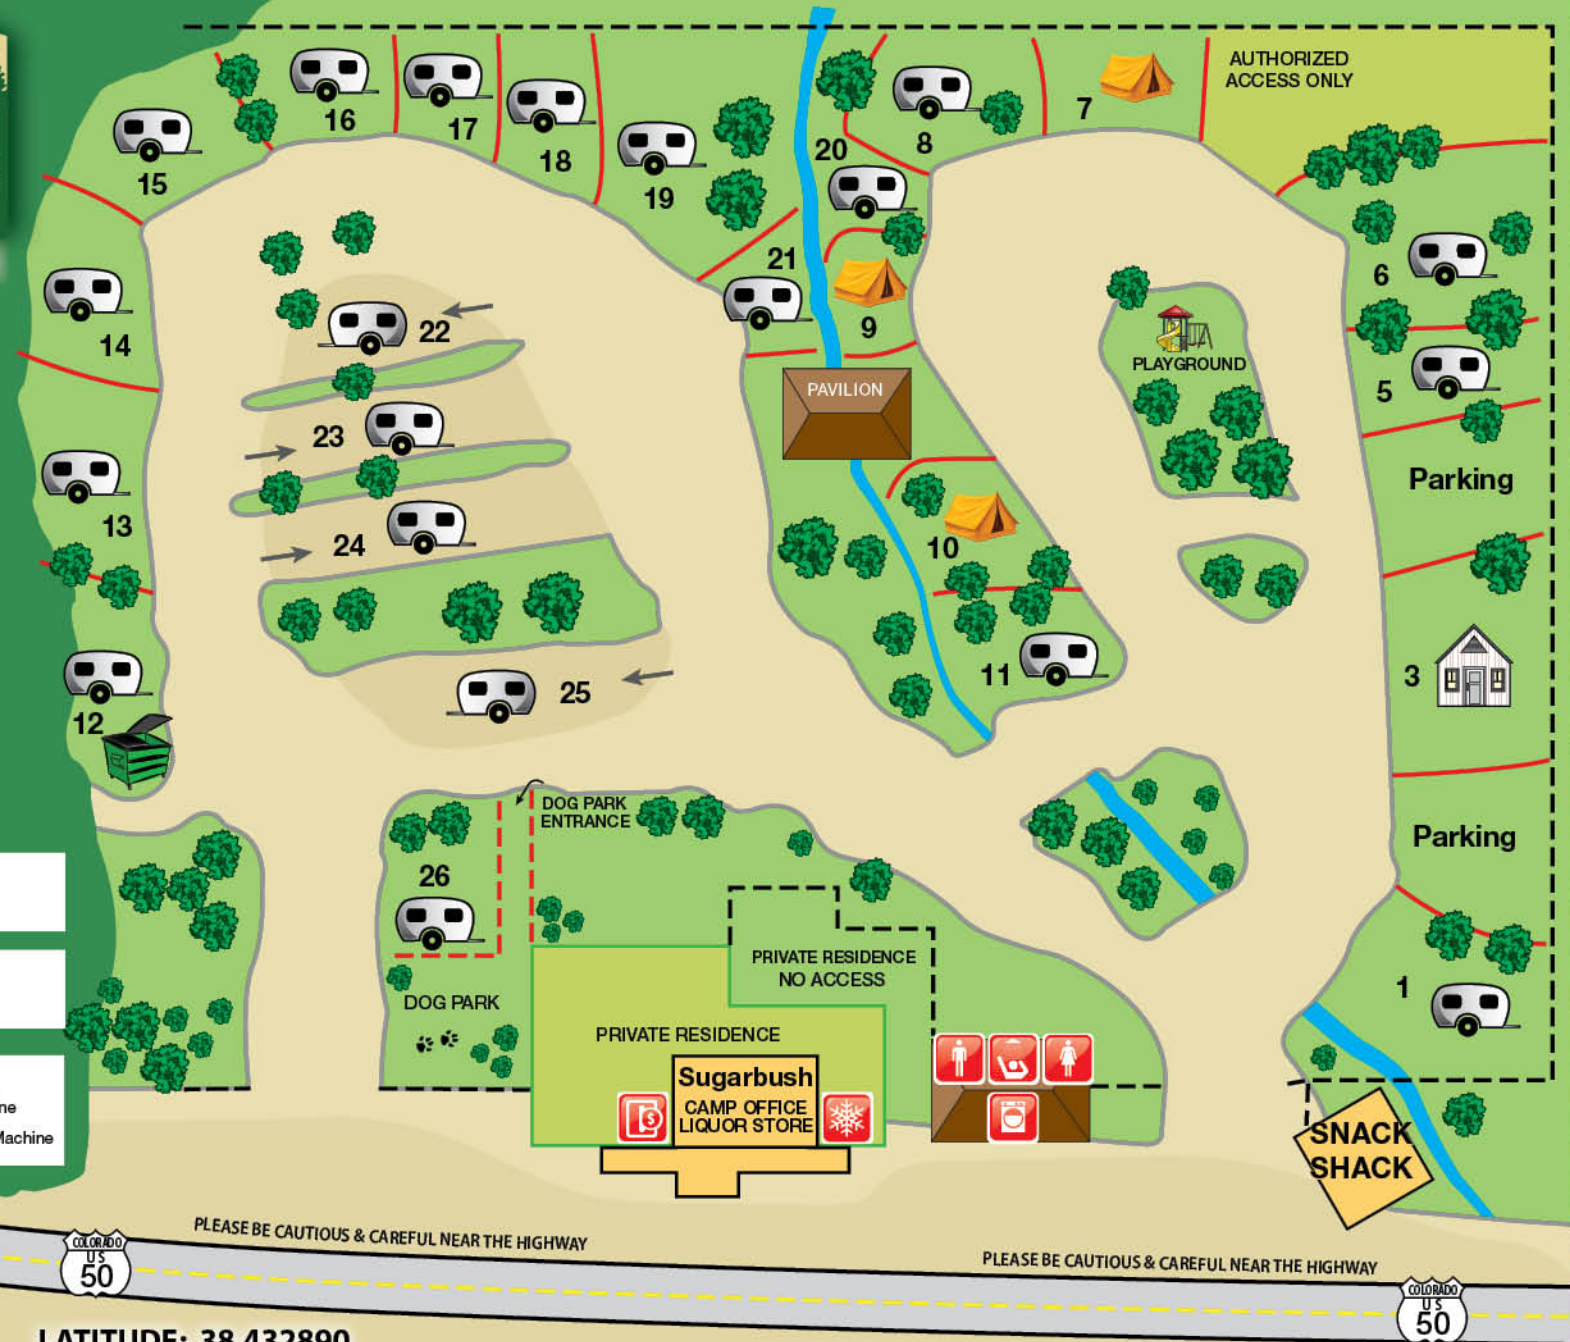 AUTHORIZED
ACCESS ONLY
16
17
18
15
19
20
8
7
21
9
6
5
14
22
23
24
13
PAVILION
PLAYGROUND
Parking
10
11
3
12
25
DOG PARK
ENTRANCE
26
Parking
DOG PARK
PRIVATE RESIDENCE
NO ACCESS
1
PRIVATE RESIDENCE
Sugarbush
CAMP OFFICE
LIQUOR STORE
$
SNACK
SHACK
ne
Machine
PLEASE BE CAUTIOUS & CAREFUL NEAR THE HIGHWAY
PLEASE BE CAUTIOUS & CAREFUL NEAR THE HIGHWAY
COLORADO
US
50
COLORADO
US
50
LATITUDE: 38.432890